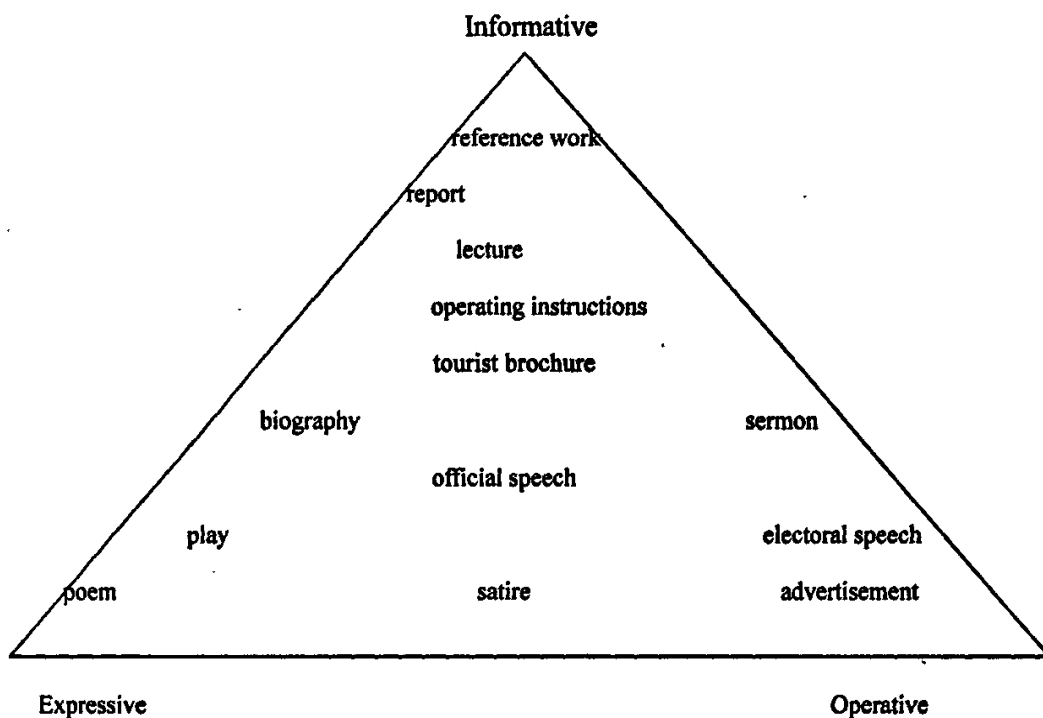 Informative
reference work
report
lecture
operating instructions
tourist brochure
biography sermon
official speech
play electoral speech
poem satire advertisement
Expressive Operative